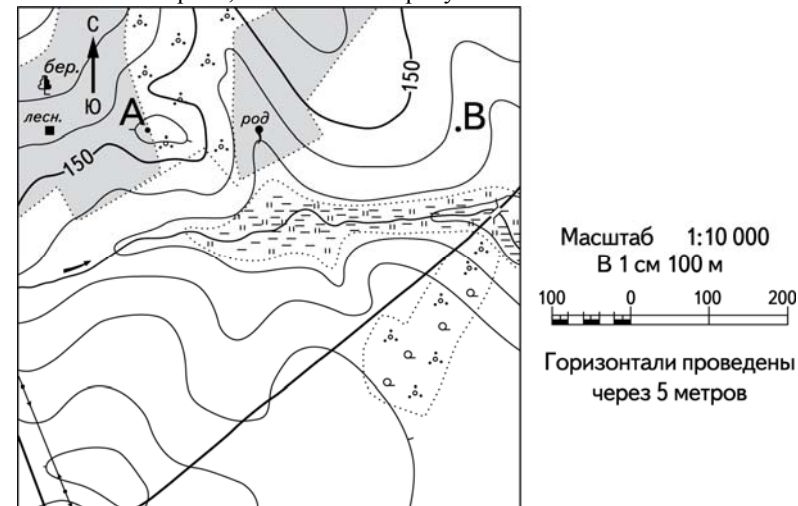 С
бер.
Ю
лесн.
А
род
150
В
150
Масштаб 1:10 000
В 1 см 100 м
100 0 100 200
Горизонтали проведены
через 5 метров